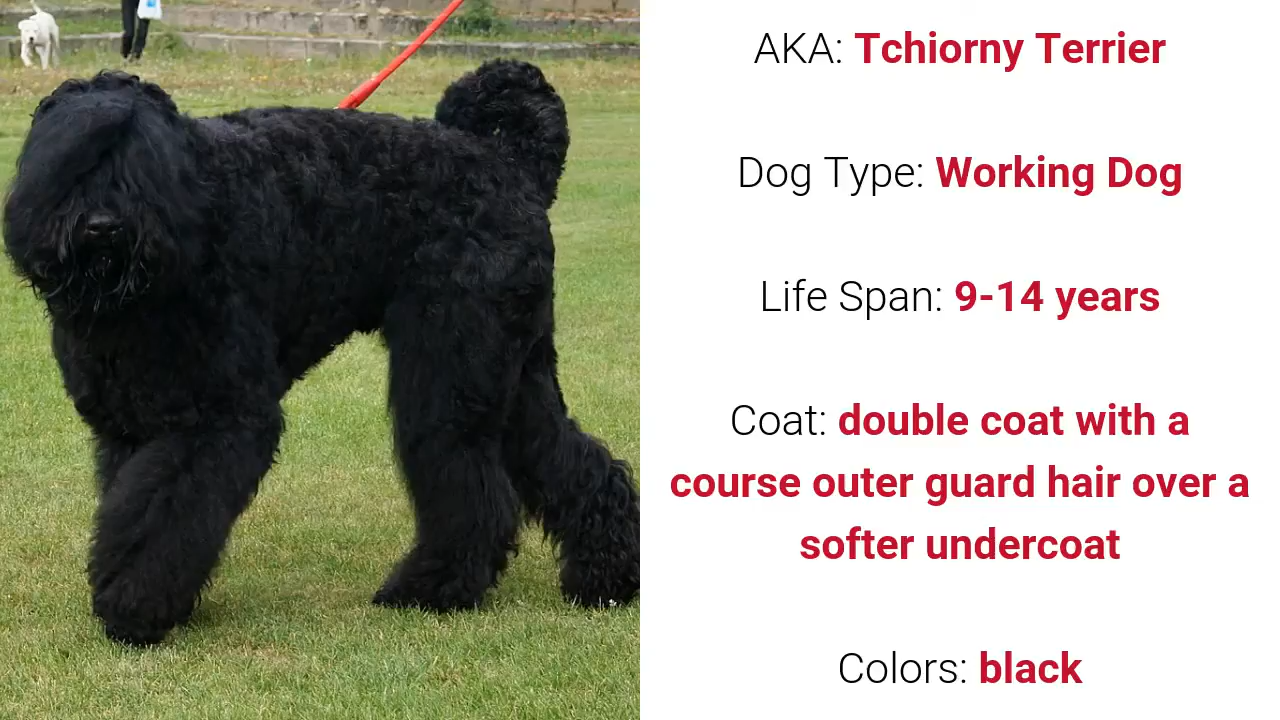 AKA: Tchiorny Terrier
Dog Type: Working Dog
Life Span: 9-14 years
Coat: double coat with a
course outer guard hair over a
softer undercoat
Colors: black